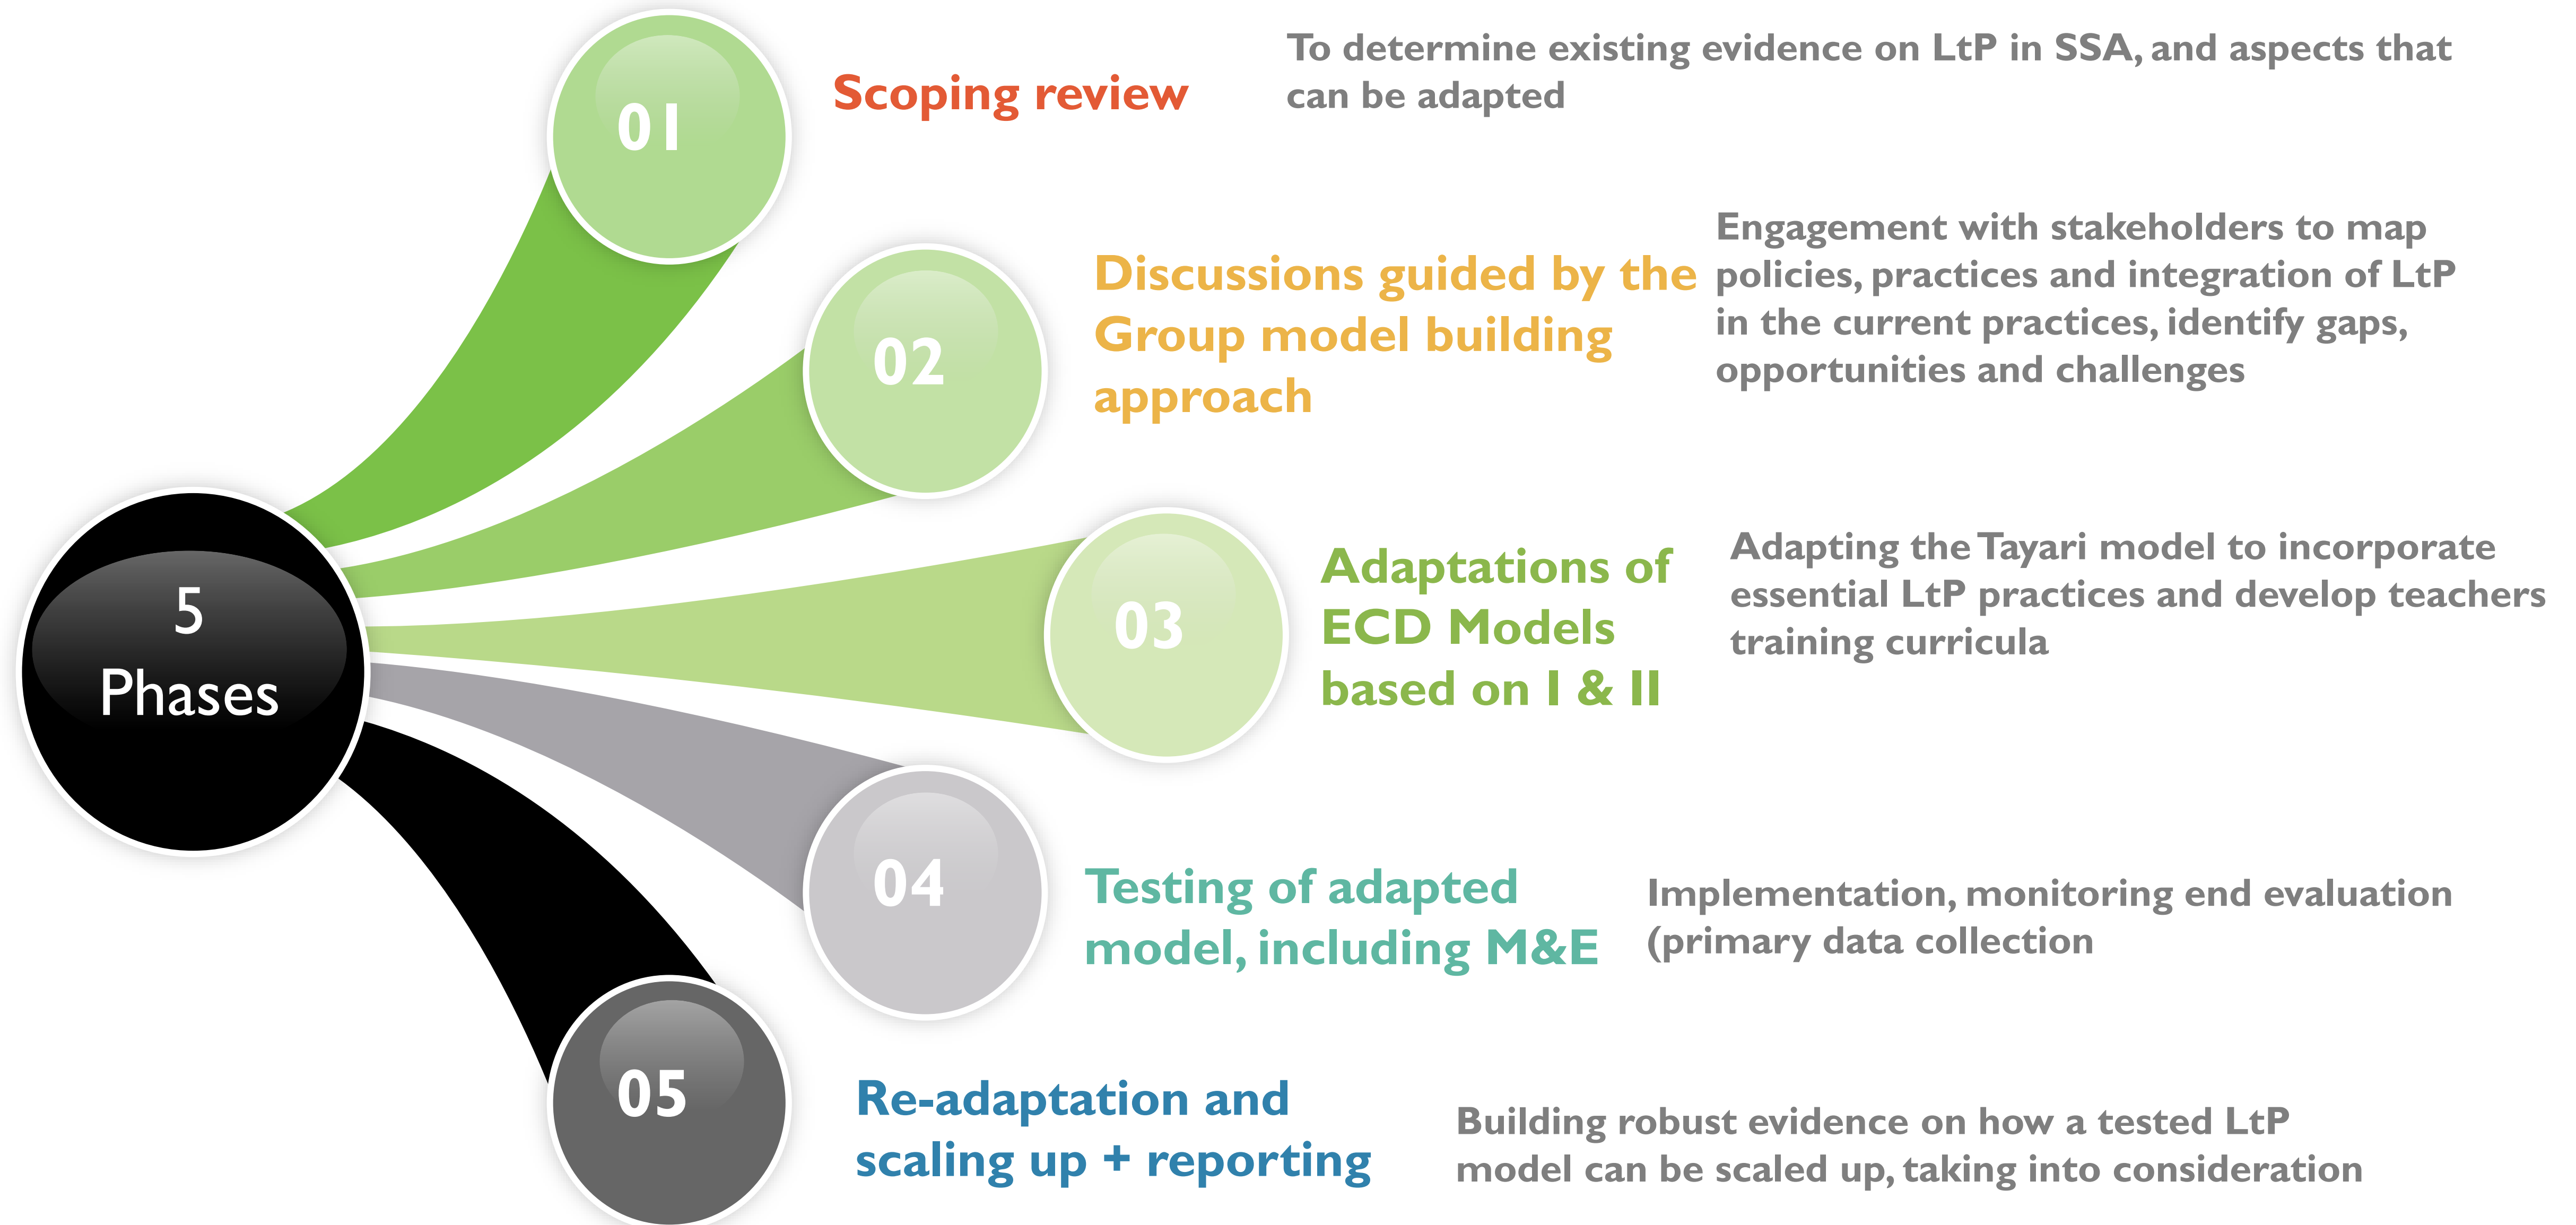 5
Phases
01
Scoping review
To determine existing evidence on LtP in SSA, and aspects that
can be adapted
02
Discussions guided by the
Group model building
approach
Engagement with stakeholders to map
policies, practices and integration of LtP
in the current practices, identify gaps,
opportunities and challenges
03
Adaptations of
ECD Models
based on I & II
Adapting the Tayari model to incorporate
essential LtP practices and develop teachers
training curricula
04
Testing of adapted
model, including M&E
Implementation, monitoring end evaluation
(primary data collection
05
Re-adaptation and
scaling up + reporting
Building robust evidence on how a tested LtP
model can be scaled up, taking into consideration